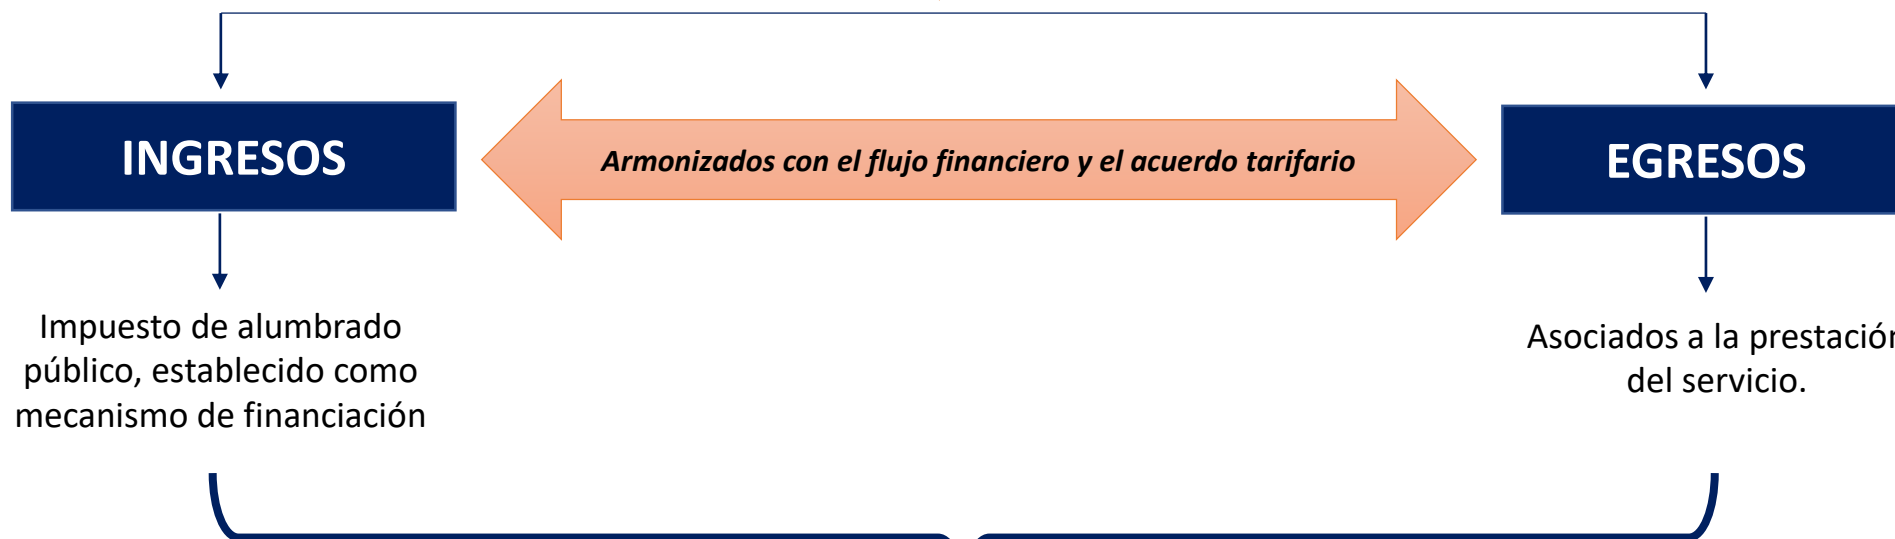 INGRESOS
Armonizados con el flujo financiero y el acuerdo tarifario
EGRESOS
Impuesto de alumbrado
público, establecido como
mecanismo de financiación
Asociados a la prestación
del servicio.